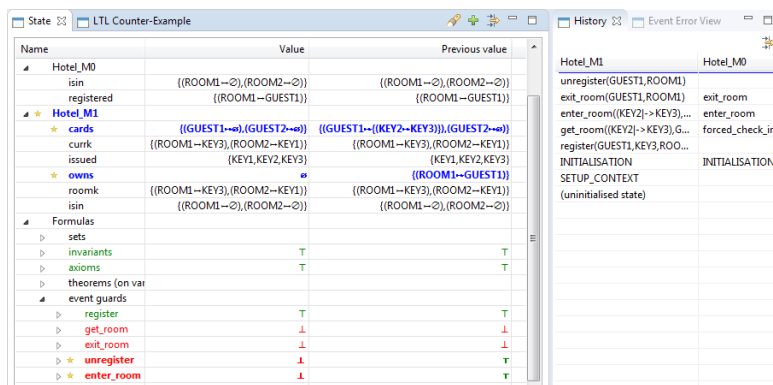 State LTL Counter-Example
Name Value Previous value
Hotel_M0
isin {(ROOM1↦∅),(ROOM2↦∅)} {(ROOM1↦∅),(ROOM2↦∅)}
registered {(ROOM1↦GUEST1)} {(ROOM1↦GUEST1)}
Hotel_M1
cards {(GUEST1↦∅),(GUEST2↦∅)} {(GUEST1↦{(KEY2↦KEY3)}),(GUEST2↦∅)}
currk {(ROOM1↦KEY3),(ROOM2↦KEY1)} {(ROOM1↦KEY3),(ROOM2↦KEY1)}
issued {KEY1,KEY2,KEY3} {KEY1,KEY2,KEY3}
owns ∅ {(ROOM1↦GUEST1)}
roomk {(ROOM1↦KEY3),(ROOM2↦KEY1)} {(ROOM1↦KEY3),(ROOM2↦KEY1)}
isin {(ROOM1↦∅),(ROOM2↦∅)} {(ROOM1↦∅),(ROOM2↦∅)}
Formulas
sets
invariants ⊤ ⊤
axioms ⊤ ⊤
theorems (on var
event guards
register ⊤ ⊤
get_room ⊥ ⊥
exit_room ⊥ ⊥
unregister ⊥ ⊤
enter_room ⊥ ⊤
History Event Error View
Hotel_M1 Hotel_M0
unregister(GUEST1,ROOM1)
exit_room(GUEST1,ROOM1) exit_room
enter_room((KEY2|->KEY3),... enter_room
get_room((KEY2|->KEY3),G... forced_check_in
register(GUEST1,KEY3,ROO...
INITIALISATION INITIALISATION
SETUP_CONTEXT
(uninitialised state)